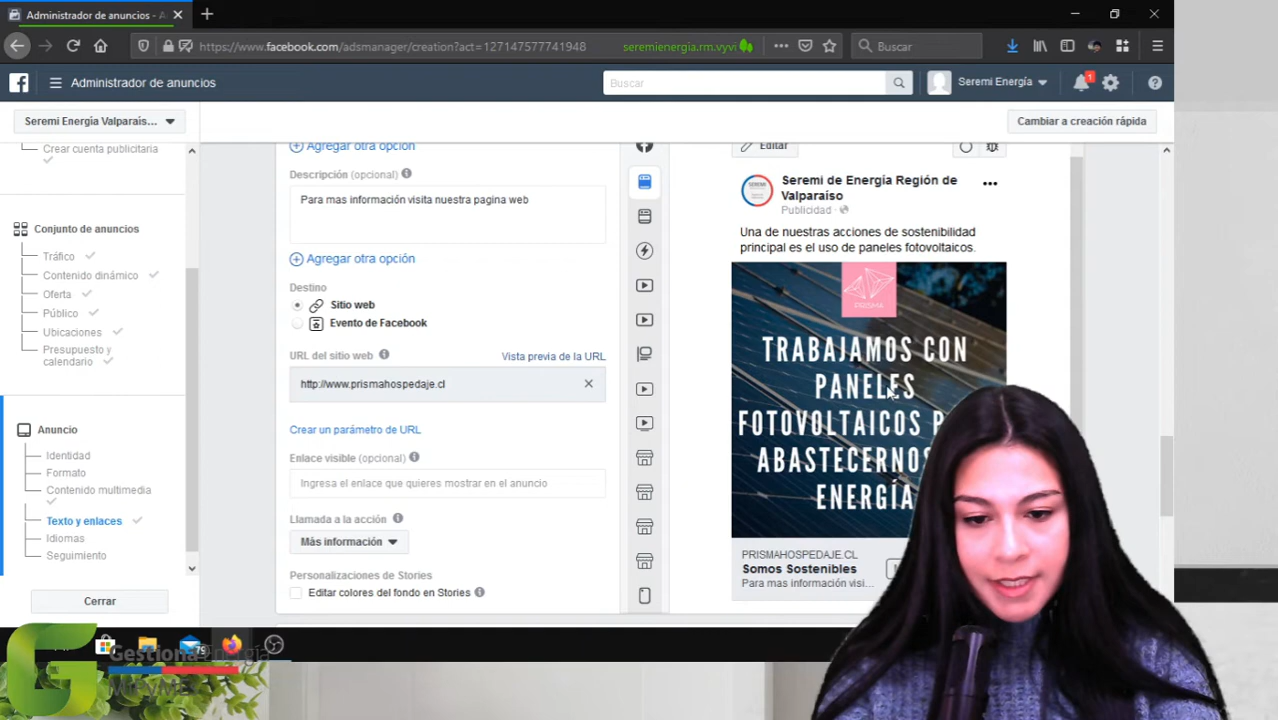 Administrador de anuncios - A
https://www.facebook.com/adsmanager/creation?act=127147577741948
seremienergia.rm.vyvi
Buscar
Administrador de anuncios
Buscar
Seremi Energía
1
Seremi Energía Valparaís...
Cambiar a creación rápida
Crear cuenta publicitaria
Conjunto de anuncios
Tráfico
Contenido dinámico
Oferta
Público
Ubicaciones
Presupuesto y
calendario
Anuncio
Identidad
Formato
Contenido multimedia
Texto y enlaces
Idiomas
Seguimiento
Cerrar
Agregar otra opción
Descripción (opcional)
Para mas información visita nuestra pagina web
Agregar otra opción
Destino
Sitio web
Evento de Facebook
URL del sitio web
Vista previa de la URL
http://www.prismahospedaje.cl
Crear un parámetro de URL
Enlace visible (opcional)
Ingresa el enlace que quieres mostrar en el anuncio
Llamada a la acción
Más información
Personalizaciones de Stories
Editar colores del fondo en Stories
Editar
Seremi de Energía Región de
Valparaíso
Publicidad
Una de nuestras acciones de sostenibilidad
principal es el uso de paneles fotovoltaicos.
PRISMA
TRABAJAMOS CON
PANELES
FOTOVOLTAICOS P
ABASTECERNOS
ENERGÍA
PRISMAHOSPEDAJE.CL
Somos Sostenibles
Para mas información visi...
79
Gestiona Energía
MiPyMEs